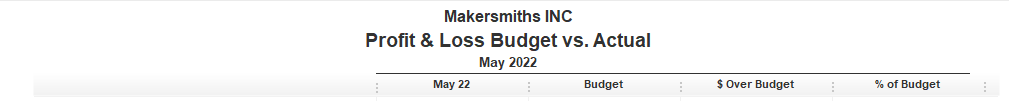 Makersmiths INC
Profit & Loss Budget vs. Actual
May 2022
May 22 Budget $ Over Budget % of Budget